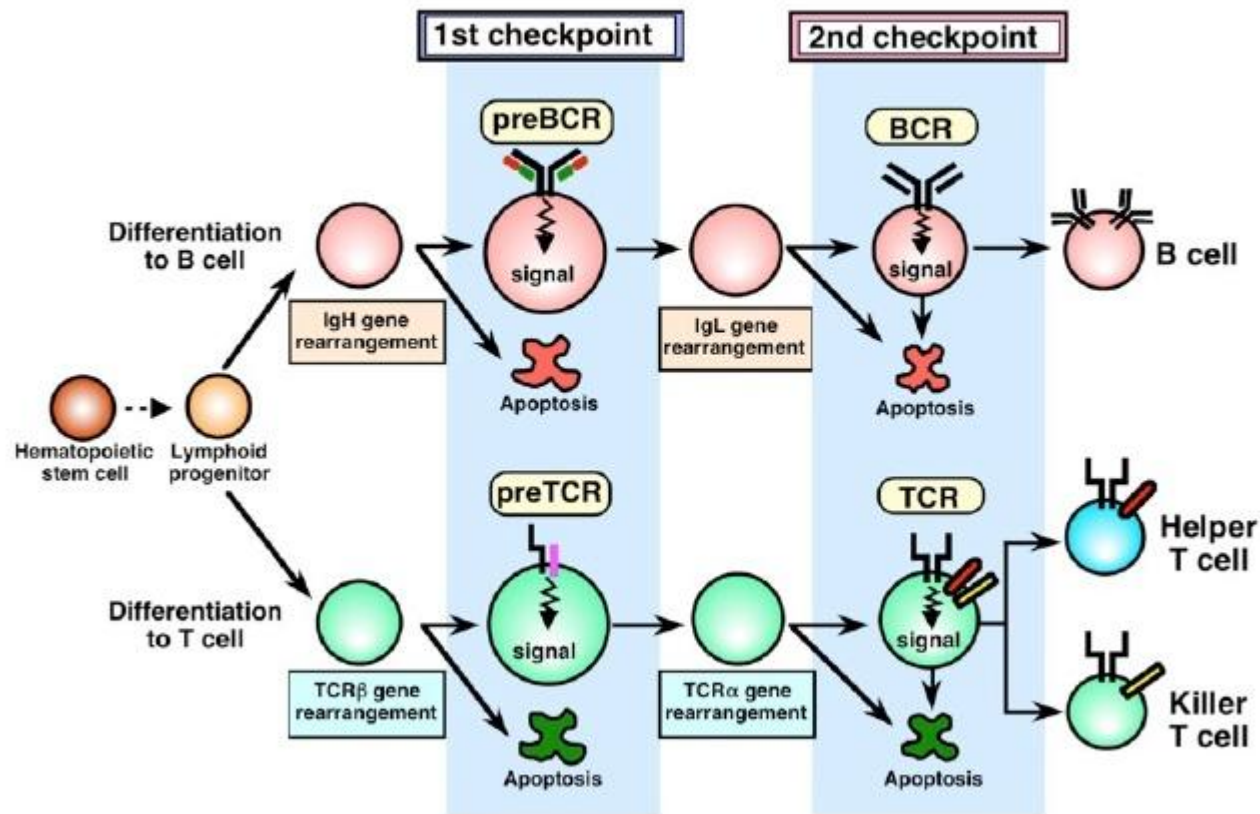 1st checkpoint
2nd checkpoint
preBCR
BCR
Differentiation
to B cell
signal
signal
B cell
IgH gene
rearrangement
IgL gene
rearrangement
Apoptosis
Apoptosis
Hematopoietic
stem cell
Lymphoid
progenitor
preTCR
TCR
Helper
T cell
Differentiation
to T cell
signal
signal
TCRβ gene
rearrangement
TCRα gene
rearrangement
Killer
T cell
Apoptosis
Apoptosis